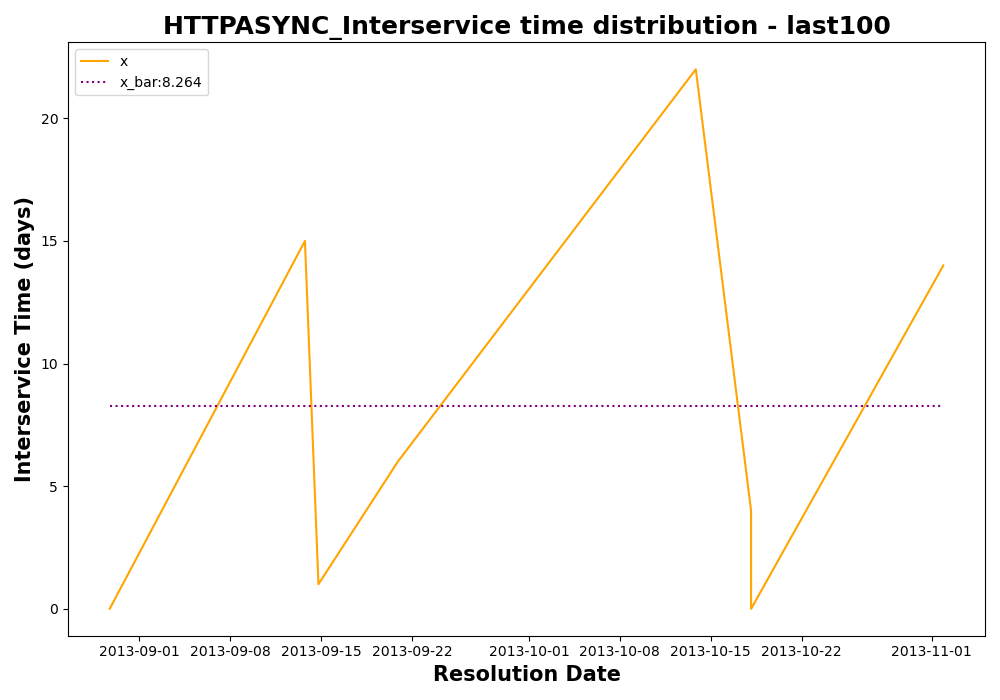 HTTPASYNC_Interservice time distribution - last100
x
x_bar:8.264
Interservice Time (days)
20
15
10
5
0
2013-09-01 2013-09-08 2013-09-15 2013-09-22 2013-10-01 2013-10-08 2013-10-15 2013-10-22 2013-11-01
Resolution Date